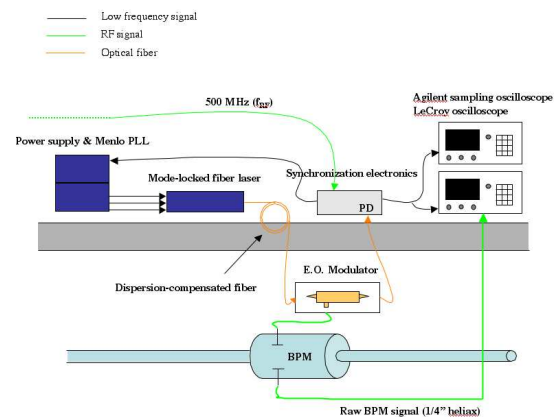 Low frequency signal
RF signal
Optical fiber
500 MHz (fRF)
Agilent sampling oscilloscope
LeCroy oscilloscope
Power supply & Menlo PLL
Synchronization electronics
Mode-locked fiber laser
PD
E.O. Modulator
Dispersion-compensated fiber
BPM
Raw BPM signal (1/4” heliax)